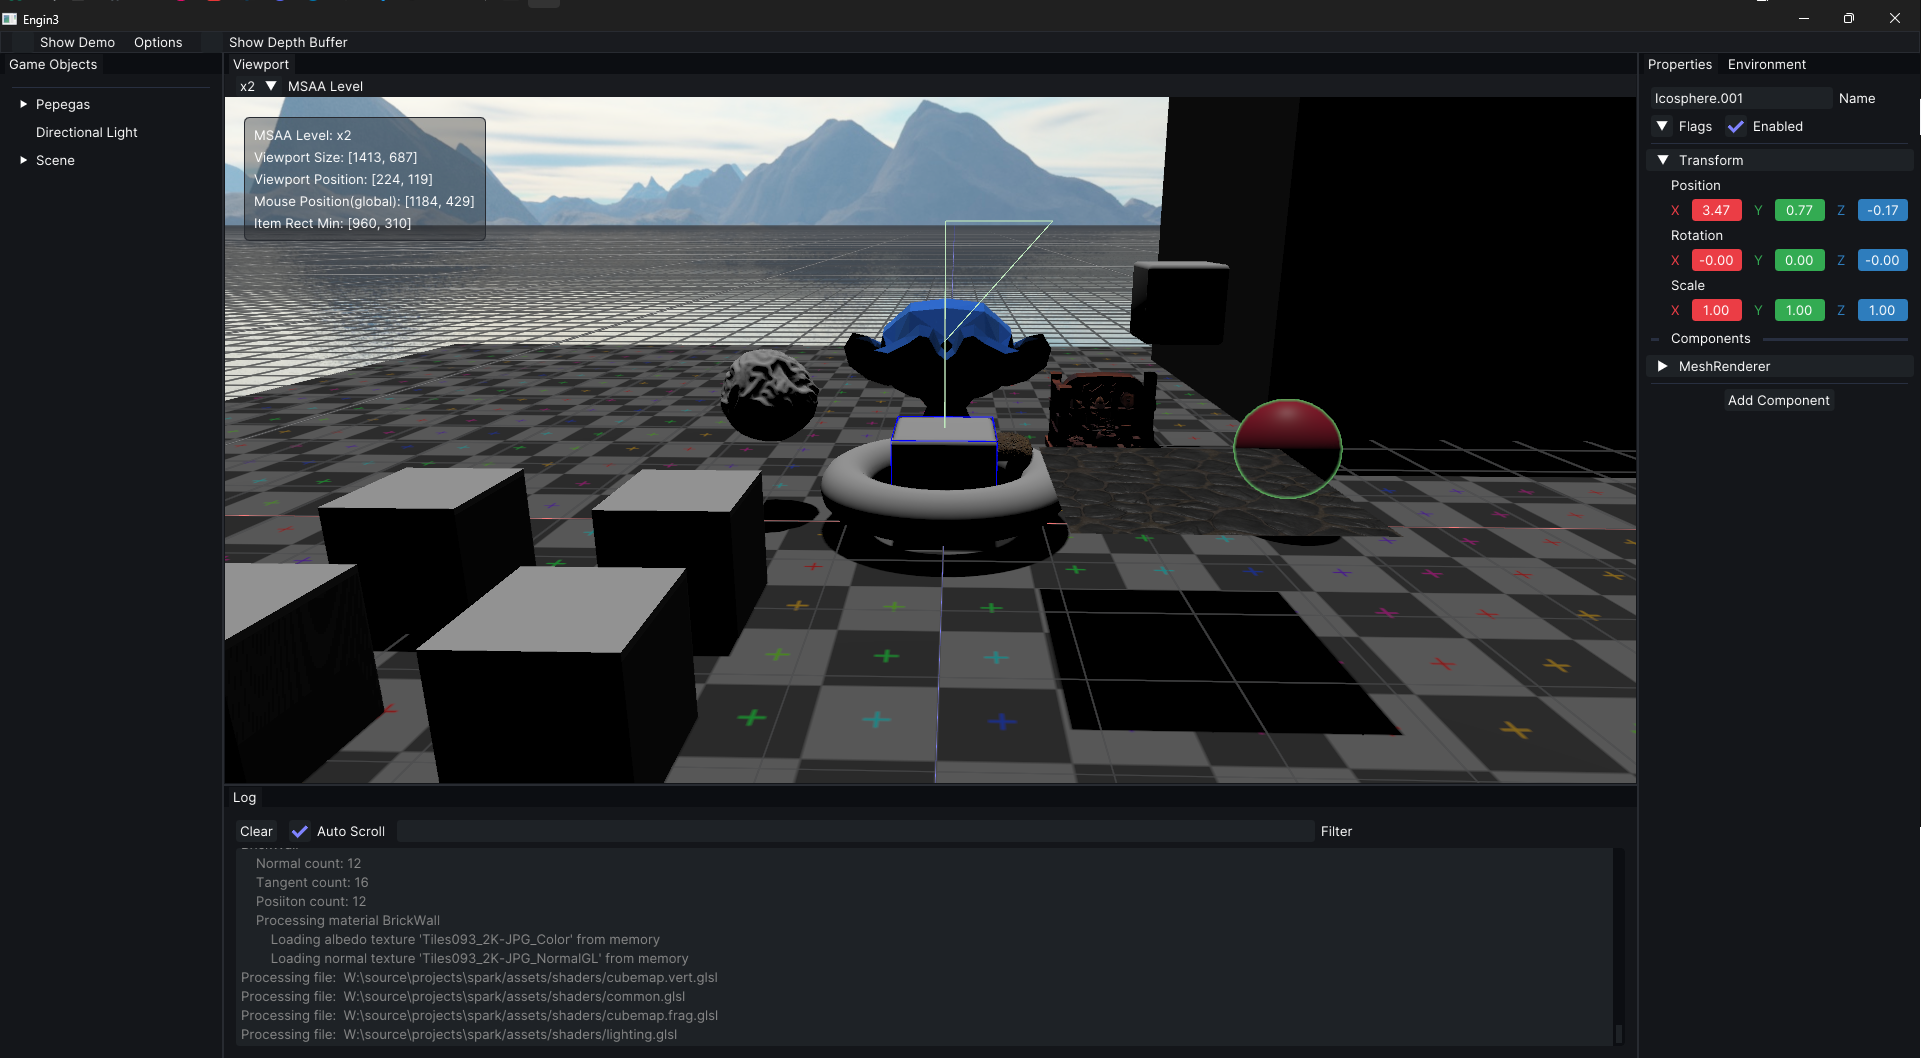 Engin3
Show Demo Options Show Depth Buffer
Game Objects
Pepegas
Directional Light
Scene
Viewport
x2 MSAA Level
MSAA Level: x2
Viewport Size: [1413, 687]
Viewport Position: [224, 119]
Mouse Position(global): [1184, 429]
Item Rect Min: [960, 310]
Log
Clear Auto Scroll Filter
Normal count: 12
Tangent count: 16
Posiiton count: 12
Processing material BrickWall
Loading albedo texture 'Tiles093_2K-JPG_Color' from memory
Loading normal texture 'Tiles093_2K-JPG_NormalGL' from memory
Processing file: W:\source\projects\spark/assets/shaders/cubemap.vert.glsl
Processing file: W:\source\projects\spark/assets/shaders/common.glsl
Processing file: W:\source\projects\spark/assets/shaders/cubemap.frag.glsl
Processing file: W:\source\projects\spark/assets/shaders/lighting.glsl
Properties Environment
Icosphere.001 Name
Flags Enabled
Transform
Position
X 3.47 Y 0.77 Z -0.17
Rotation
X -0.00 Y 0.00 Z -0.00
Scale
X 1.00 Y 1.00 Z 1.00
Components
MeshRenderer
Add Component